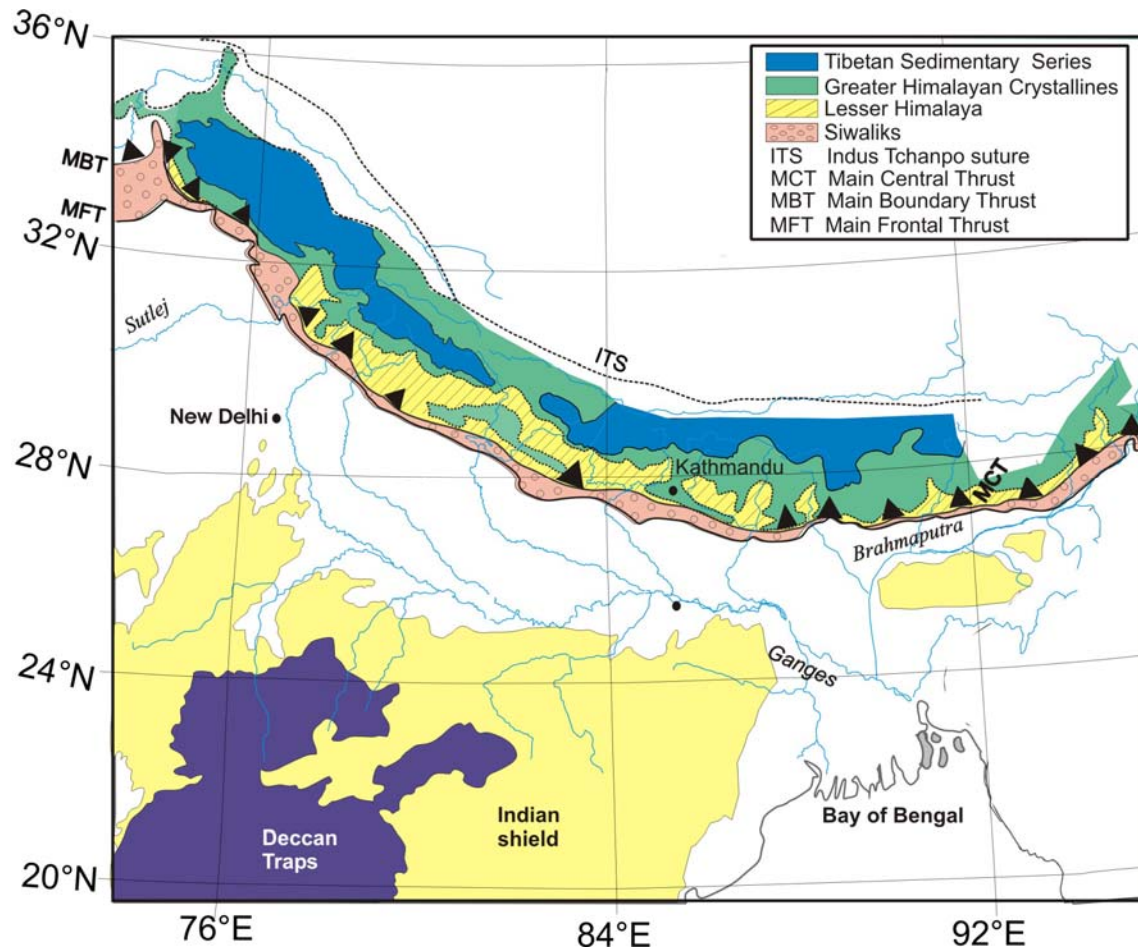 36°N
Tibetan Sedimentary Series
Greater Himalayan Crystallines
Lesser Himalaya
Siwaliks
ITS Indus Tchanpo suture
MCT Main Central Thrust
MBT Main Boundary Thrust
MFT Main Frontal Thrust
MBT
MFT
32°N
Sutlej
ITS
New Delhi
28°N
Kathmandu
MCT
Brahmaputra
24°N
Ganges
Indian
shield
Bay of Bengal
Deccan
Traps
20°N
76°E
84°E
92°E